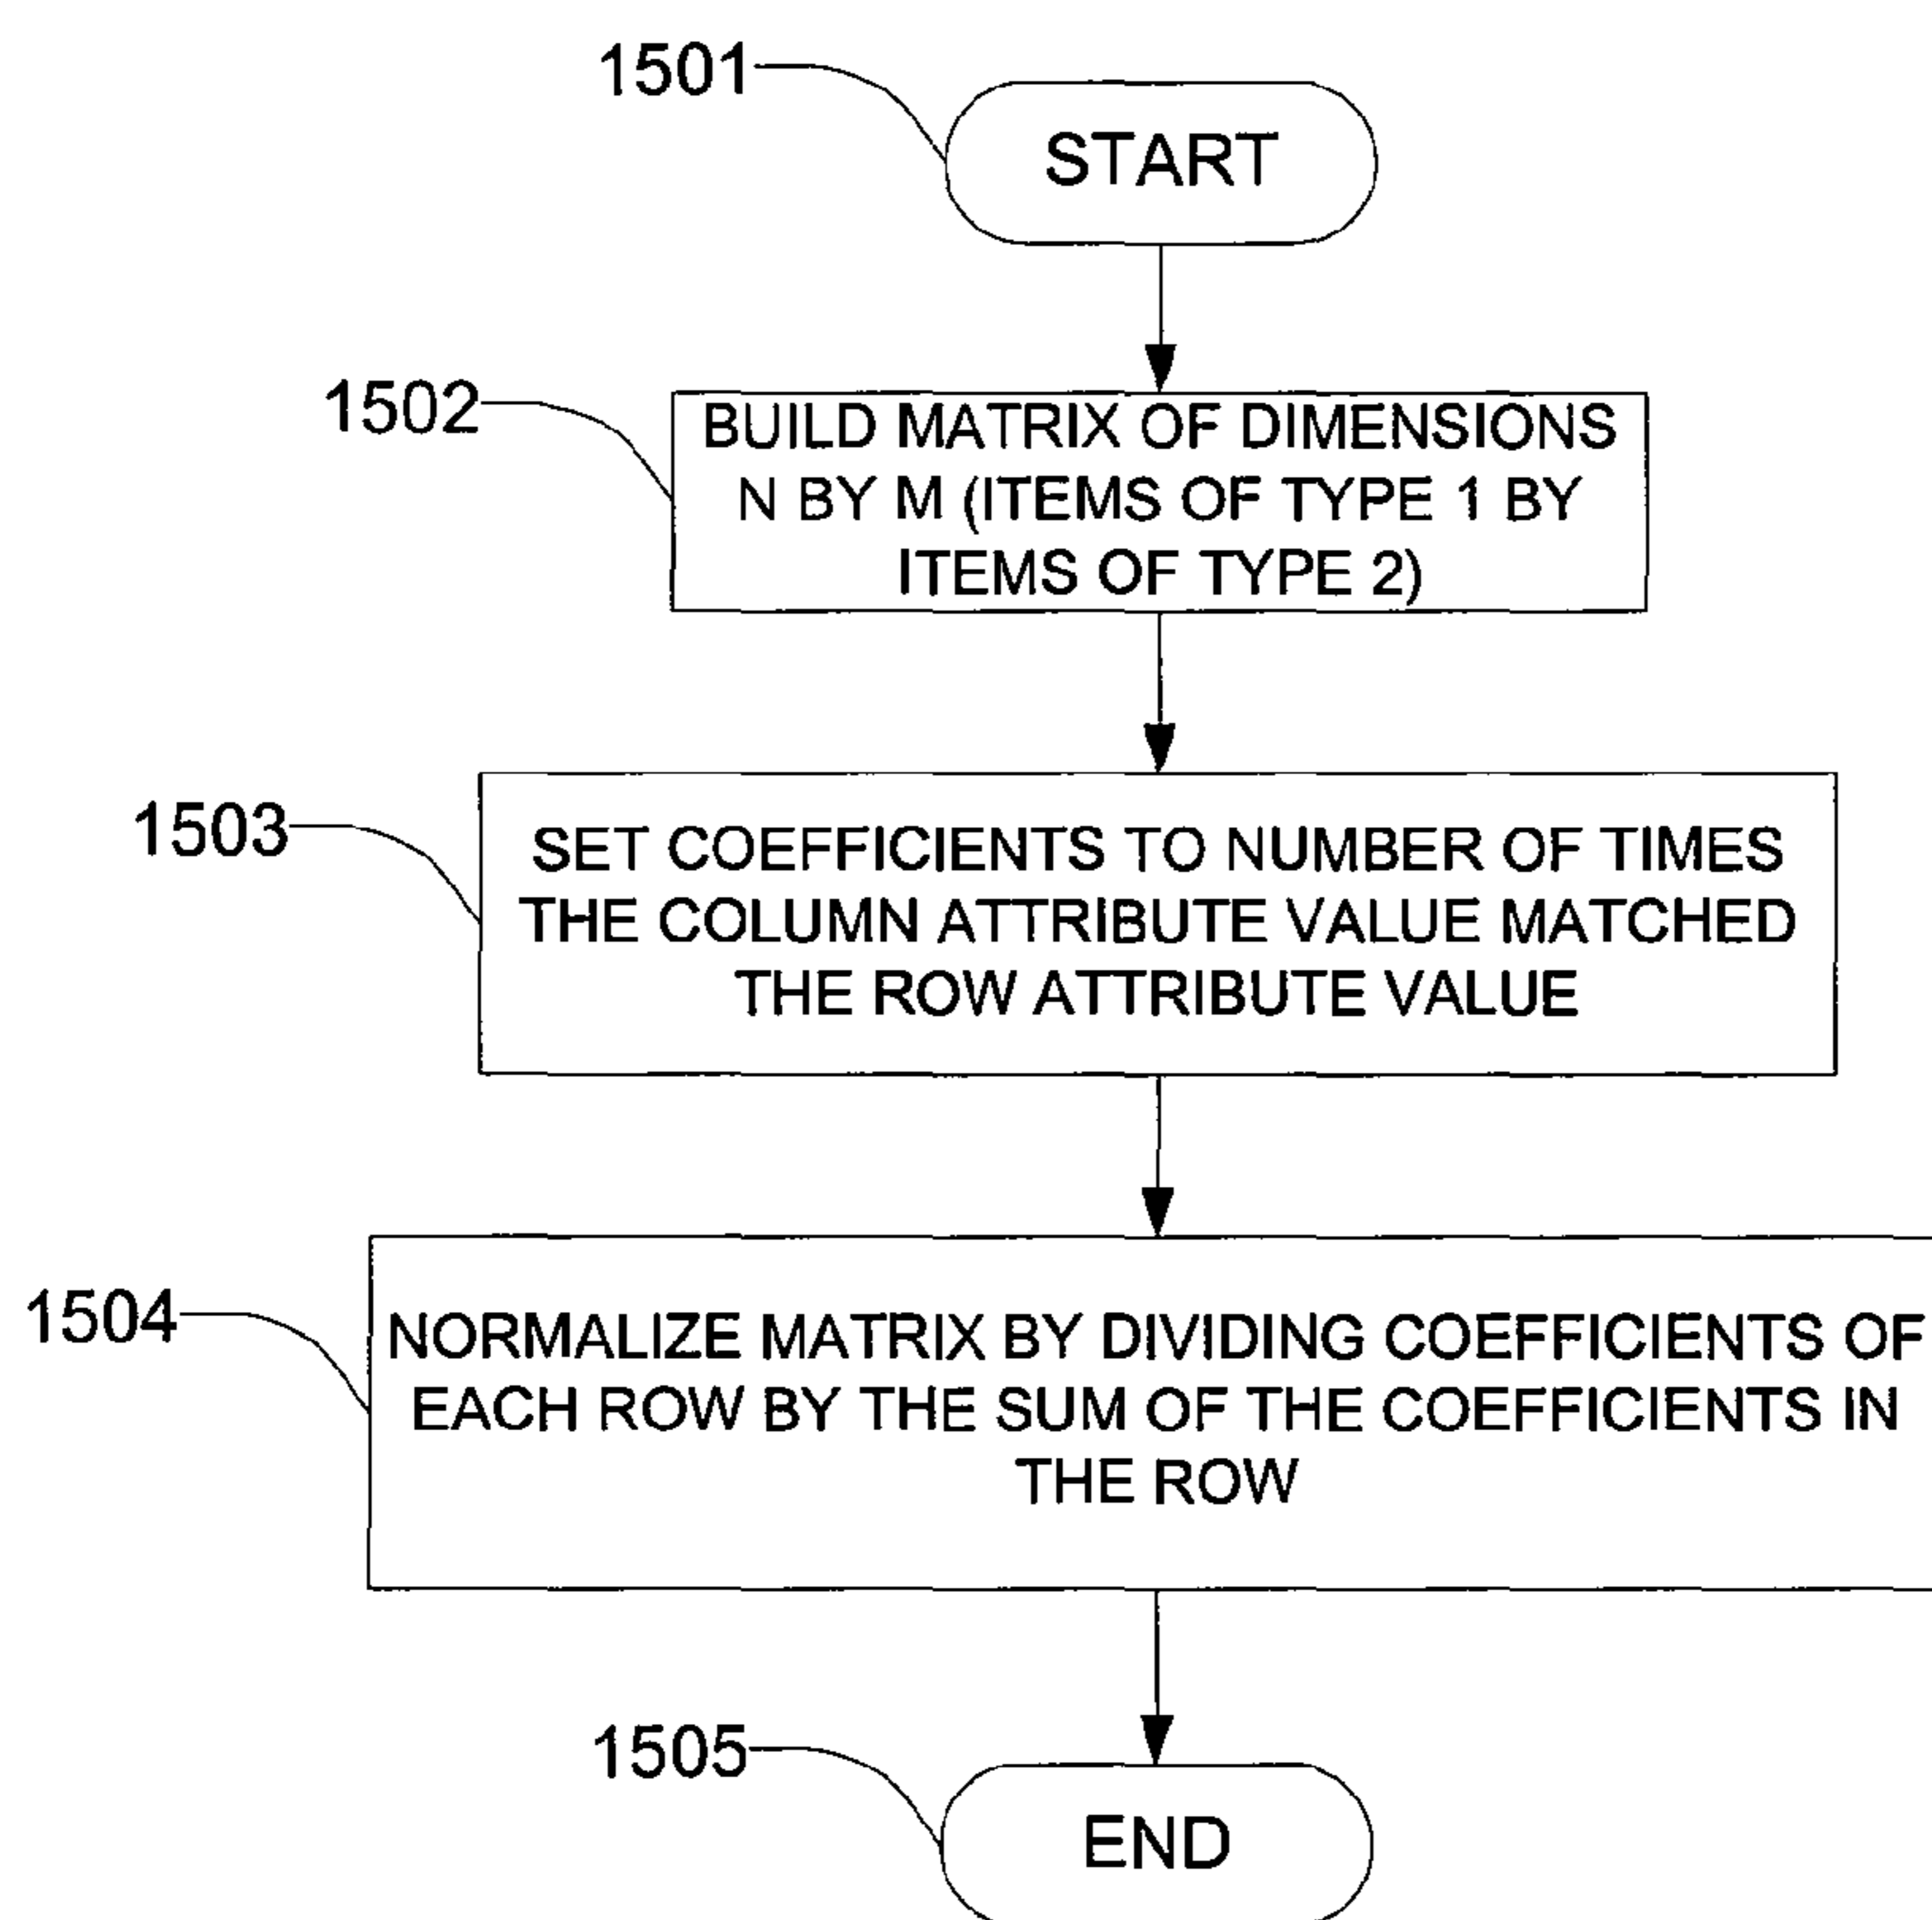 1501
START
1502
BUILD MATRIX OF DIMENSIONS
N BY M (ITEMS OF TYPE 1 BY
ITEMS OF TYPE 2)
1503
SET COEFFICIENTS TO NUMBER OF TIMES
THE COLUMN ATTRIBUTE VALUE MATCHED
THE ROW ATTRIBUTE VALUE
1504
NORMALIZE MATRIX BY DIVIDING COEFFICIENTS OF
EACH ROW BY THE SUM OF THE COEFFICIENTS IN
THE ROW
1505
END